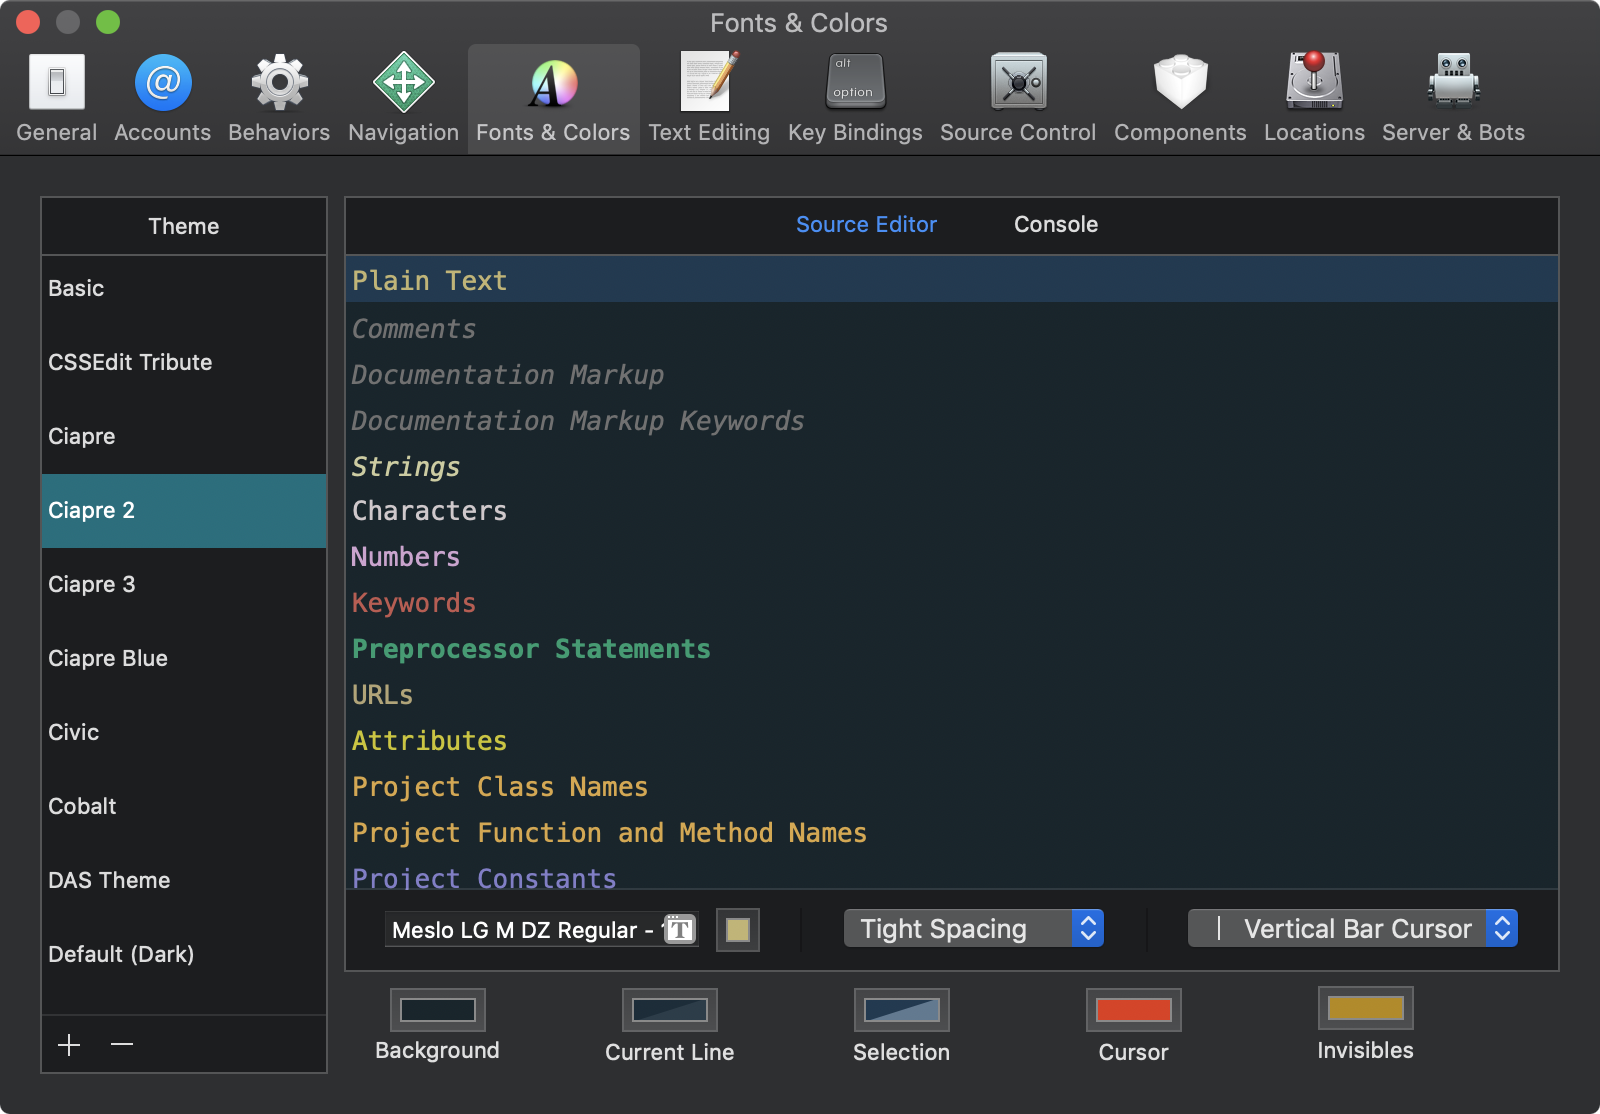 Fonts & Colors
alt
option
General Accounts Behaviors Navigation Fonts & Colors Text Editing Key Bindings Source Control Components Locations Server & Bots
Theme
Basic
CSSEdit Tribute
Ciapre
Ciapre 2
Ciapre 3
Ciapre Blue
Civic
Cobalt
DAS Theme
Default (Dark)
Source Editor Console
Plain Text
Comments
Documentation Markup
Documentation Markup Keywords
Strings
Characters
Numbers
Keywords
Preprocessor Statements
URLs
Attributes
Project Class Names
Project Function and Method Names
Project Constants
Meslo LG M DZ Regular - Tight Spacing Vertical Bar Cursor
Background Current Line Selection Cursor Invisibles